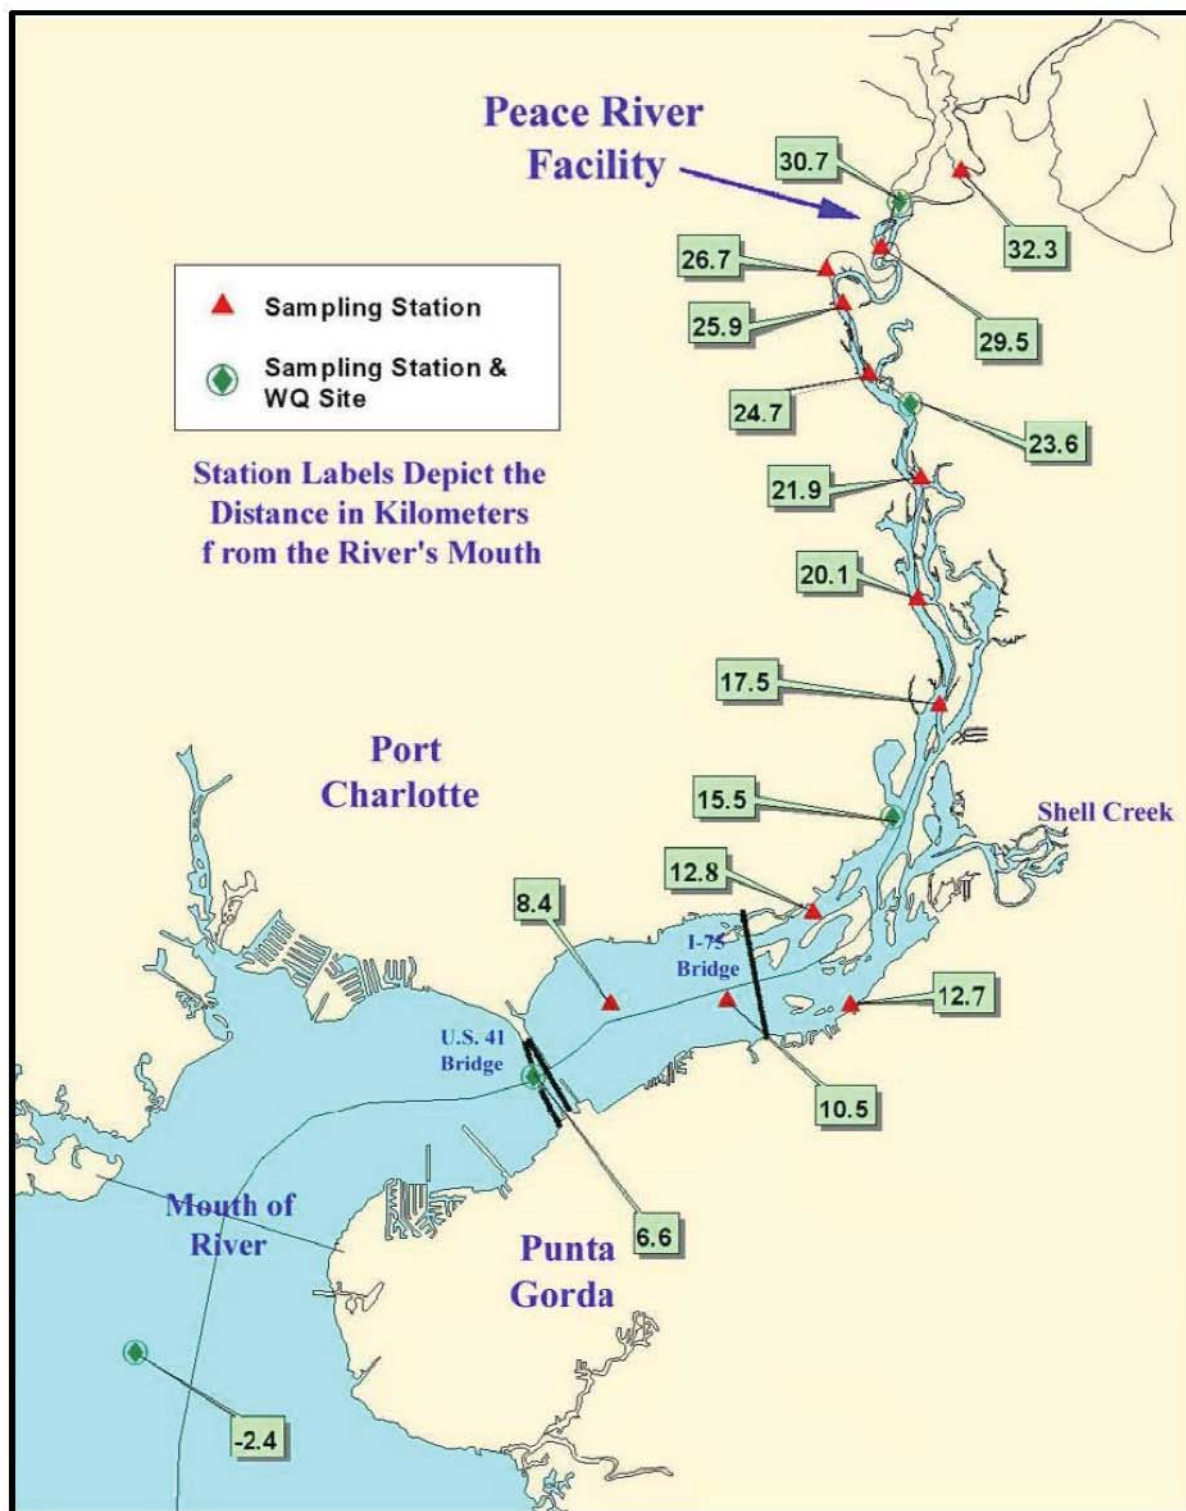 Peace River
Facility
30.7
32.3
26.7
25.9
29.5
Sampling Station
Sampling Station &
WQ Site
24.7
23.6
Station Labels Depict the
Distance in Kilometers
f rom the River's Mouth
21.9
20.1
17.5
Port
Charlotte
15.5
Shell Creek
12.8
8.4
I-75
Bridge
12.7
U.S. 41
Bridge
10.5
Mouth of
River
6.6
Punta
Gorda
-2.4